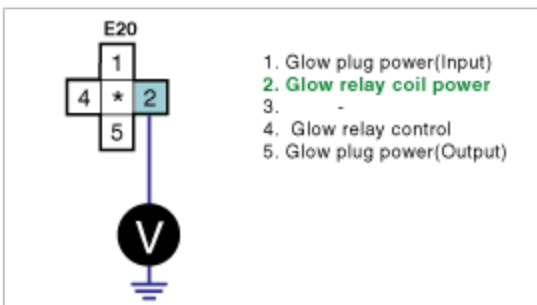 E20
1
4 * 2
5
V
1. Glow plug power(Input)
2. Glow relay coil power
3. -
4. Glow relay control
5. Glow plug power(Output)